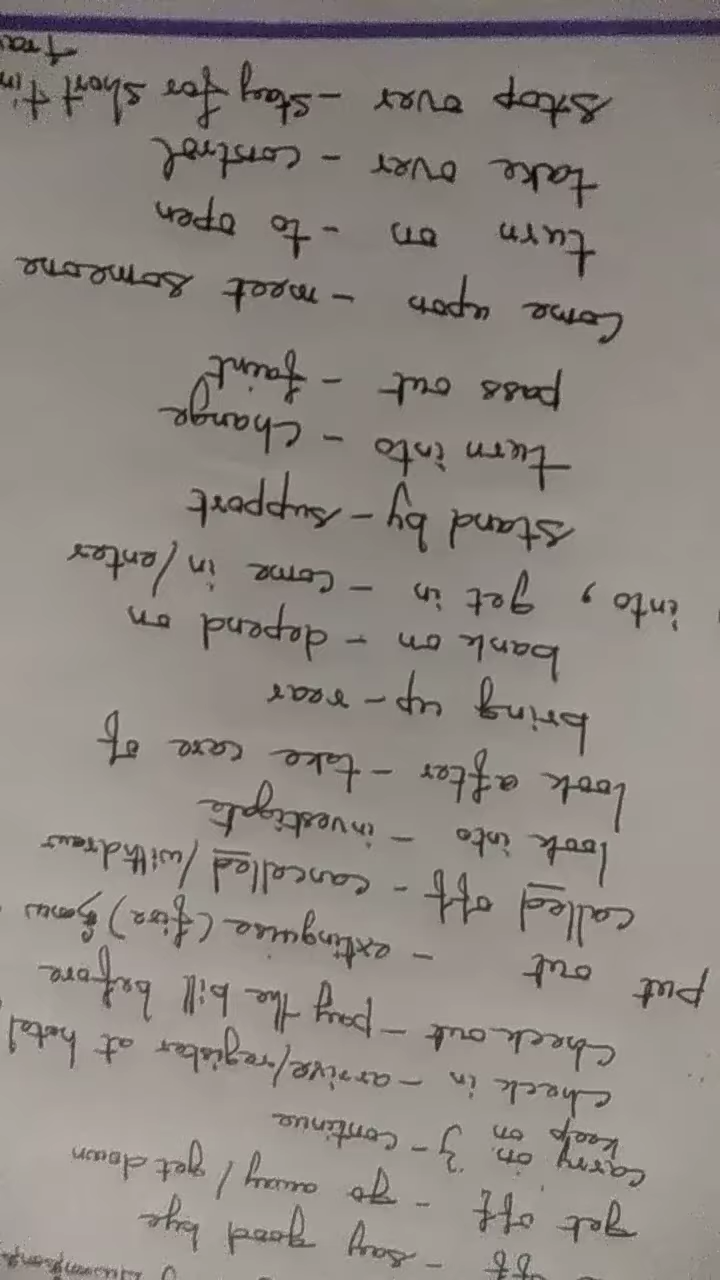 ff - say good bye
get off - go away / get down
carry on } - continue
keep on
check in - arrive/register at hotel
check out - pay the bill before
put out - extinguise (fire)
called off - cancelled / withdraw
look into - investigate
look after - take care of
bring up - rear
bank on - depend on
into, get in - come in / enter
stand by - support
turn into - change
pass out - faint
come upon - meet someone
turn on - to open
take over - control
stop over - stay for short tim